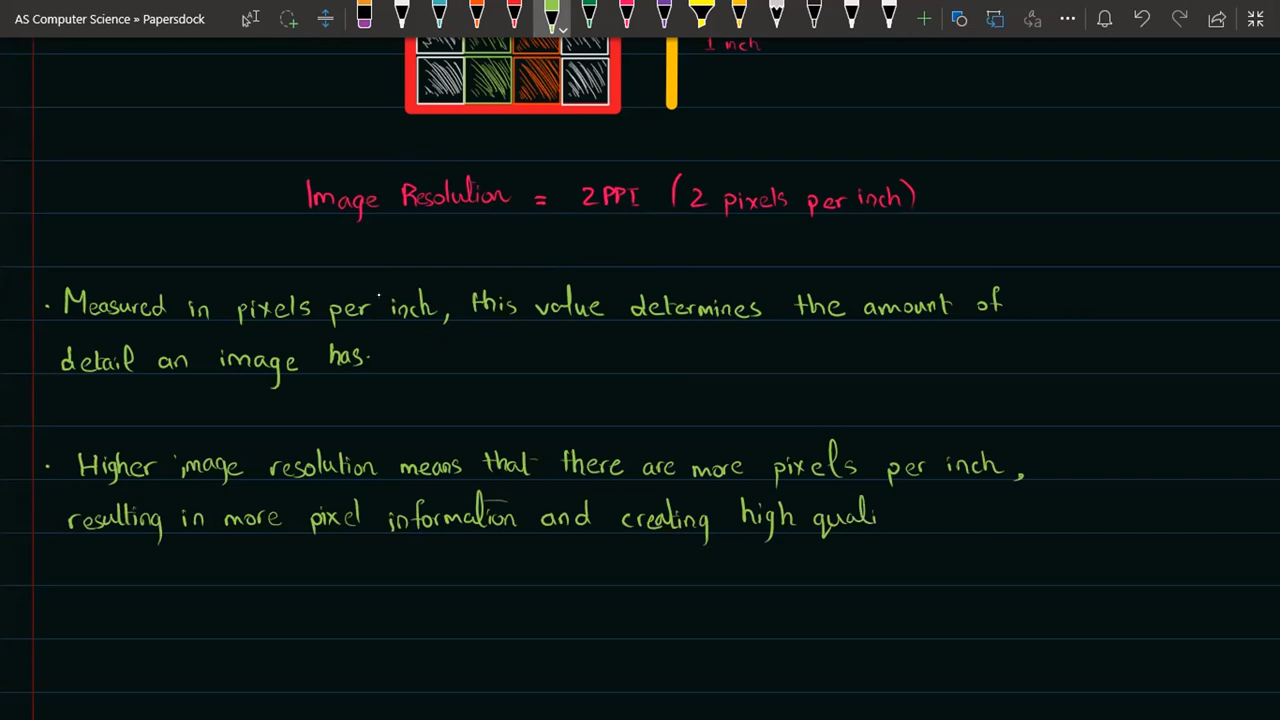 AS Computer Science » Papersdock
1 inch
Image Resolution = 2PPI (2 pixels per inch)
· Measured in pixels per inch, this value determines the amount of
detail an image has.
· Higher image resolution means that there are more pixels per inch,
resulting in more pixel information and creating high quali